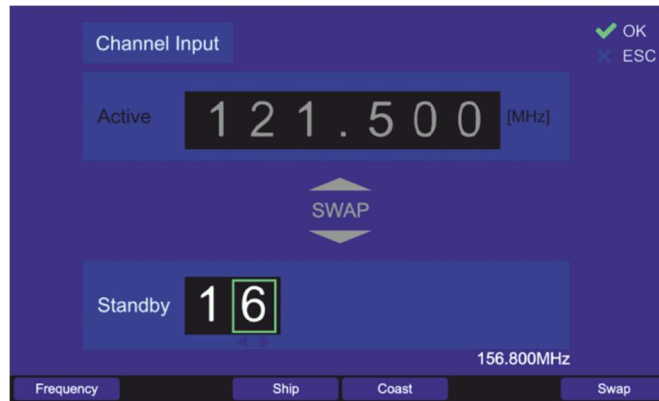 Channel Input
OK
ESC
Active 121.500 [MHz]
SWAP
Standby 16
156.800MHz
Frequency Ship Coast Swap